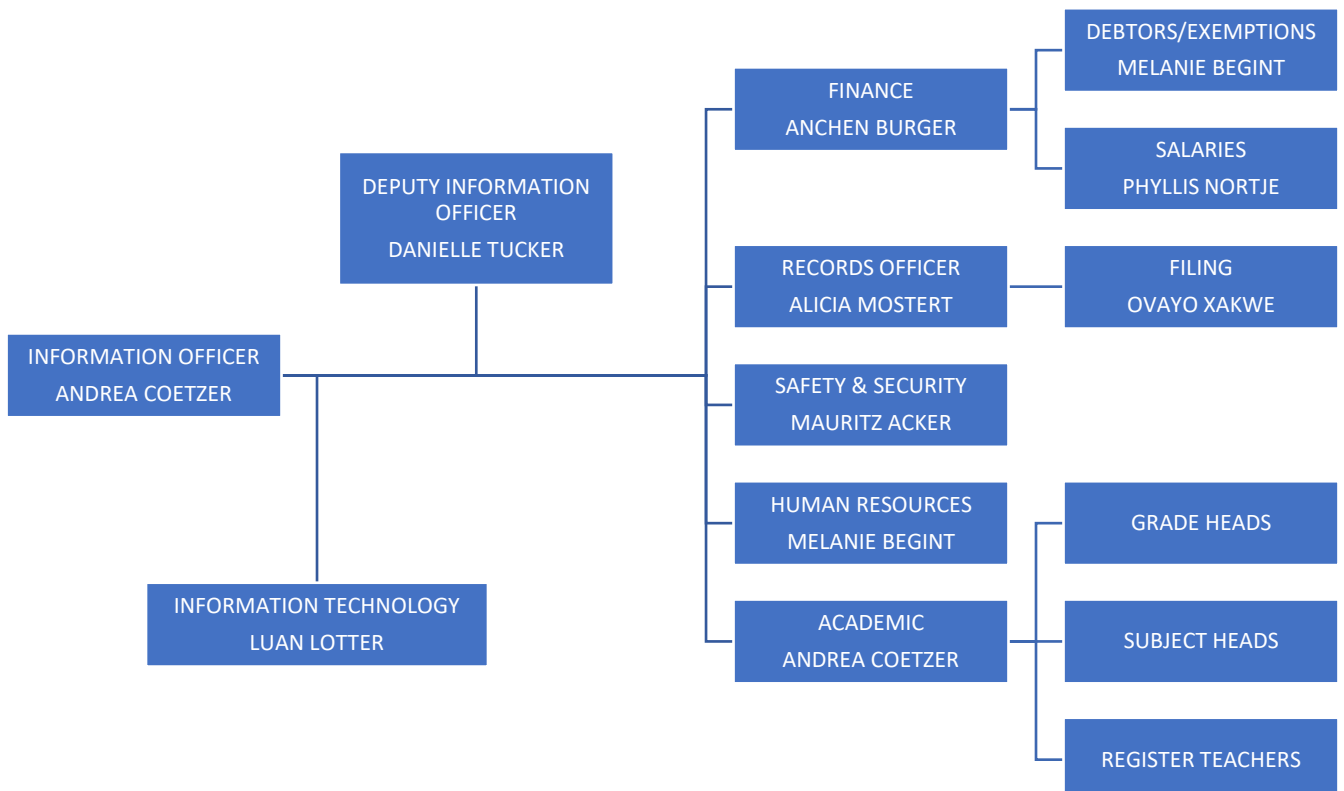 INFORMATION OFFICER
ANDREA COETZER
DEPUTY INFORMATION
OFFICER
DANIELLE TUCKER
INFORMATION TECHNOLOGY
LUAN LOTTER
FINANCE
ANCHEN BURGER
DEBTORS/EXEMPTIONS
MELANIE BEGINT
SALARIES
PHYLLIS NORTJE
RECORDS OFFICER
ALICIA MOSTERT
FILING
OVAYO XAKWE
SAFETY & SECURITY
MAURITZ ACKER
HUMAN RESOURCES
MELANIE BEGINT
ACADEMIC
ANDREA COETZER
GRADE HEADS
SUBJECT HEADS
REGISTER TEACHERS